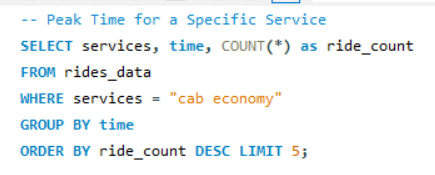 -- Peak Time for a Specific Service
SELECT services, time, COUNT(*) as ride_count
FROM rides_data
WHERE services = "cab economy"
GROUP BY time
ORDER BY ride_count DESC LIMIT 5;